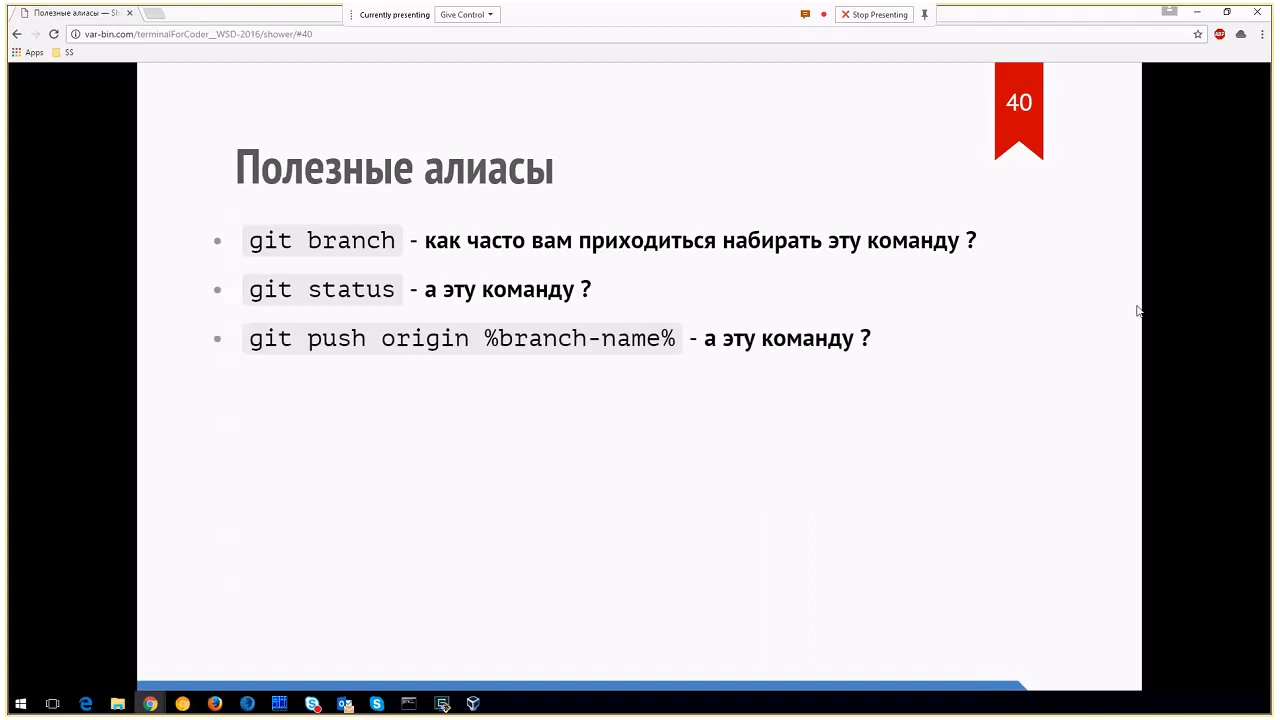 Полезные алиасы — Sh
Currently presenting
Give Control
Stop Presenting
var-bin.com/terminalForCoder__WSD-2016/shower/#40
ABP
Apps
SS
40
Полезные алиасы
git branch - как часто вам приходиться набирать эту команду ?
git status - а эту команду ?
git push origin %branch-name% - а эту команду ?